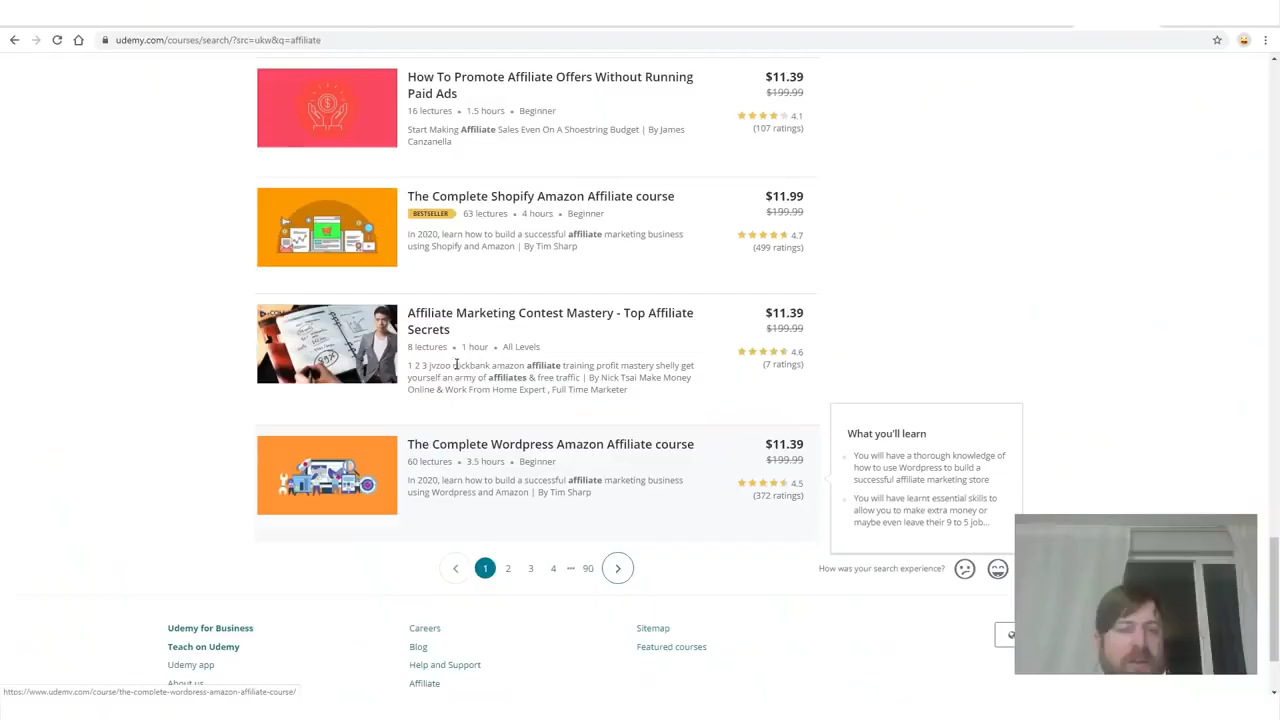 udemy.com/courses/search/?src=ukw&q=affiliate
How To Promote Affiliate Offers Without Running
Paid Ads
16 lectures • 1.5 hours • Beginner
Start Making Affiliate Sales Even On A Shoestring Budget | By James
Canzanella
$11.39
$199.99
4.1
(107 ratings)
The Complete Shopify Amazon Affiliate course
BESTSELLER 63 lectures • 4 hours • Beginner
In 2020, learn how to build a successful affiliate marketing business
using Shopify and Amazon | By Tim Sharp
$11.99
$199.99
4.7
(499 ratings)
Affiliate Marketing Contest Mastery - Top Affiliate
Secrets
8 lectures • 1 hour • All Levels
1 2 3 jvzoo clickbank amazon affiliate training profit mastery shelly get
yourself an army of affiliates & free traffic | By Nick Tsai Make Money
Online & Work From Home Expert , Full Time Marketer
$11.39
$199.99
4.6
(7 ratings)
The Complete Wordpress Amazon Affiliate course
60 lectures • 3.5 hours • Beginner
In 2020, learn how to build a successful affiliate marketing business
using Wordpress and Amazon | By Tim Sharp
$11.39
$199.99
4.5
(372 ratings)
What you'll learn
You will have a thorough knowledge of
how to use Wordpress to build a
successful affiliate marketing store
You will have learnt essential skills to
allow you to make extra money or
maybe even leave their 9 to 5 job...
1 2 3 4 ••• 90
How was your search experience?
Udemy for Business
Teach on Udemy
Udemy app
About us
Careers
Blog
Help and Support
Affiliate
Sitemap
Featured courses
https://www.udemy.com/course/the-complete-wordpress-amazon-affiliate-course/